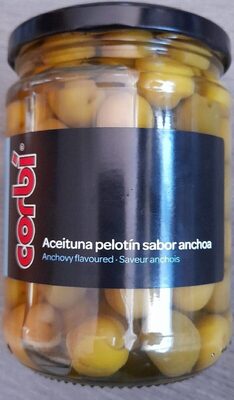 corbí
Aceituna pelotín sabor anchoa
Anchovy flavoured · Saveur anchois